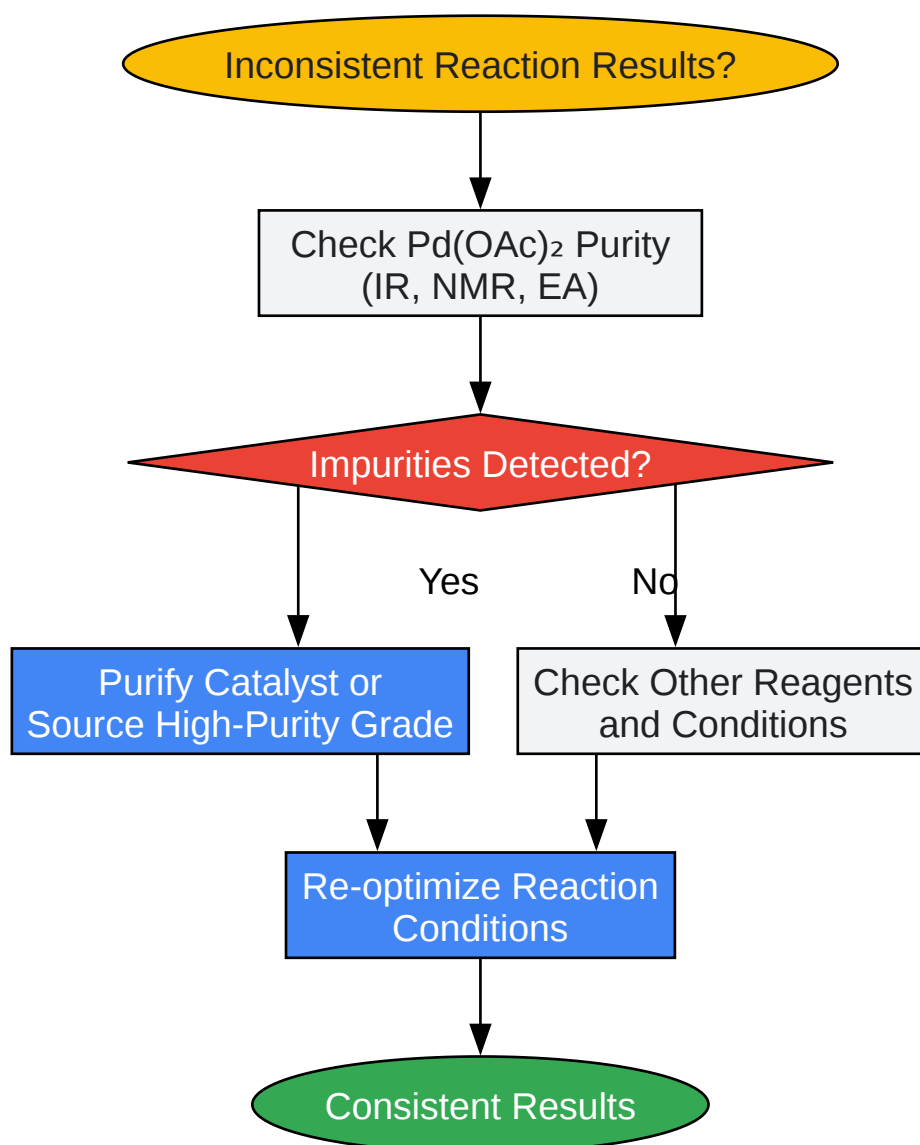 Inconsistent Reaction Results?
Check Pd(OAc)₂ Purity
(IR, NMR, EA)
Impurities Detected?
Yes
No
Purify Catalyst or
Source High-Purity Grade
Check Other Reagents
and Conditions
Re-optimize Reaction
Conditions
Consistent Results